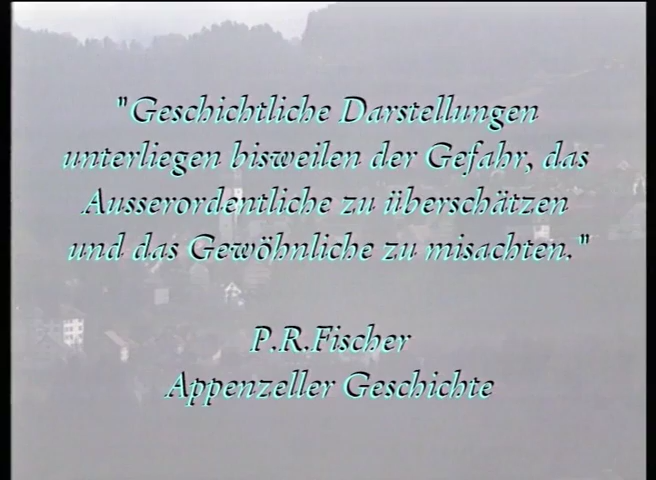 "Geschichtliche Darstellungen
unterliegen bisweilen der Gefahr, das
Ausserordentliche zu überschätzen
und das Gewöhnliche zu misachten."
P.R.Fischer
Appenzeller Geschichte